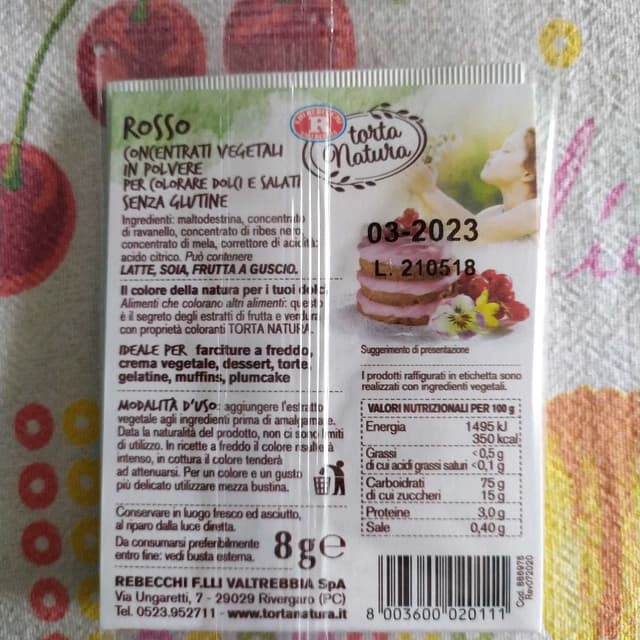 ROSSO
CONCENTRATI VEGETALI
IN POLVERE
PER COLORARE DOLCI E SALATI
SENZA GLUTINE
Ingredienti: maltodestrina, concentrato
di ravanello, concentrato di ribes nero,
concentrato di mela, correttore di acidità:
acido citrico. Può contenere
LATTE, SOIA, FRUTTA A GUSCIO.
Il colore della natura per i tuoi dolci.
Alimenti che colorano altri alimenti: questo
è il segreto degli estratti di frutta e verdura
con proprietà coloranti TORTA NATURA.
IDEALE PER farciture a freddo,
crema vegetale, dessert, torte,
gelatine, muffins, plumcake
MODALITÀ D'USO: aggiungere l'estratto
vegetale agli ingredienti prima di amalgamare.
Data la naturalità del prodotto, non ci sono limiti
di utilizzo. In ricette a freddo il colore risulterà
intenso, in cottura il colore tenderà
ad attenuarsi. Per un colore e un gusto
più delicato utilizzare mezza bustina.
Conservare in luogo fresco ed asciutto,
al riparo dalla luce diretta.
Da consumarsi preferibilmente
entro fine: vedi busta esterna.
8 g e
REBECCHI F.LLI VALTREBBIA SpA
Via Ungaretti, 7 - 29029 Rivergaro (PC)
Tel. 0523.952711 - www.tortanatura.it
R
torta
Natura
03-2023
L. 210518
Suggerimento di presentazione
I prodotti raffigurati in etichetta sono
realizzati con ingredienti vegetali.
VALORI NUTRIZIONALI PER 100 g
Energia 1495 kJ
350 kcal
Grassi <0,5 g
di cui acidi grassi saturi <0,1 g
Carboidrati 75 g
di cui zuccheri 15 g
Proteine 3,0 g
Sale 0,40 g
8 003600 020111
Cod. 886978
Rev072020